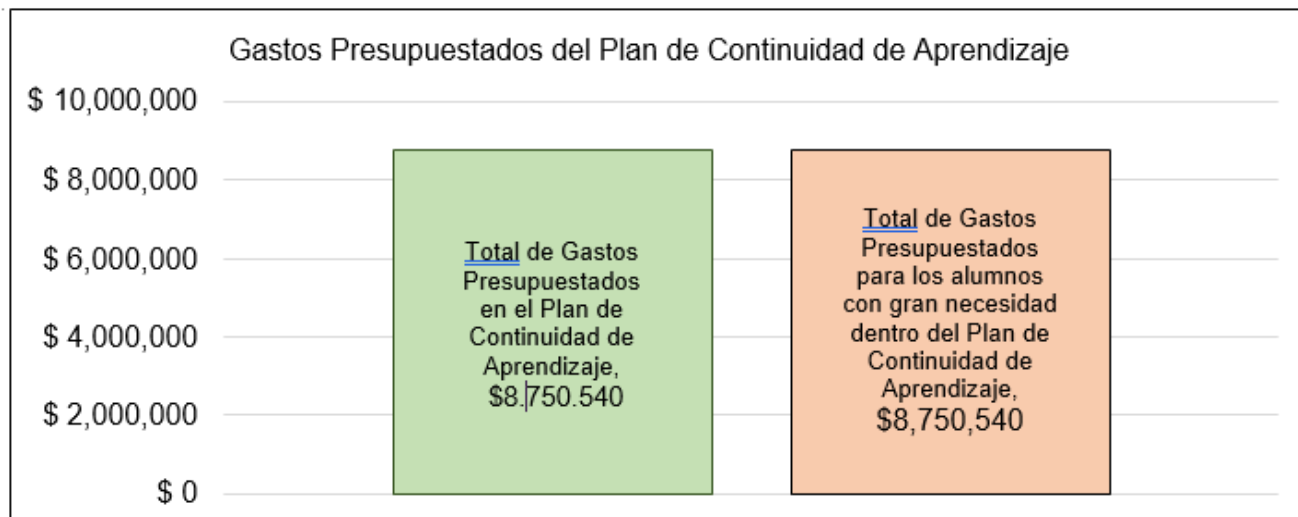 Gastos Presupuestados del Plan de Continuidad de Aprendizaje
$ 10,000,000
$ 8,000,000
$ 6,000,000
$ 4,000,000
$ 2,000,000
$ 0
Total de Gastos
Presupuestados
en el Plan de
Continuidad de
Aprendizaje,
$8.750.540
Total de Gastos
Presupuestados
para los alumnos
con gran necesidad
dentro del Plan de
Continuidad de
Aprendizaje,
$8,750,540